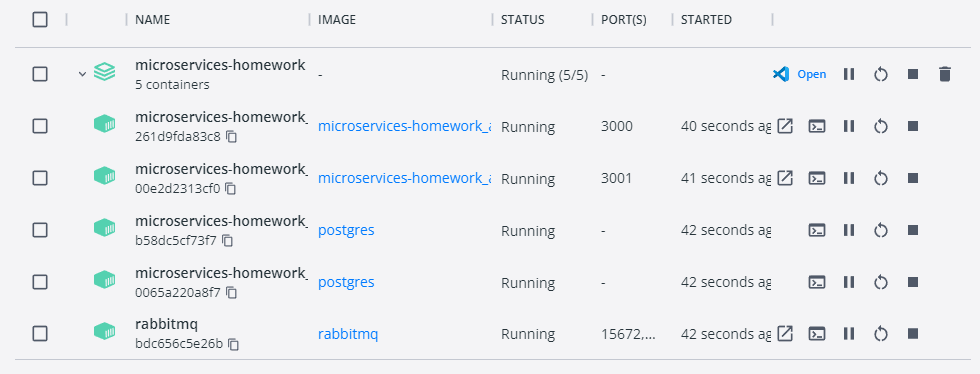 NAME IMAGE STATUS PORT(S) STARTED
microservices-homework
5 containers
- Running (5/5) - Open
microservices-homework_
261d9fda83c8
microservices-homework_a Running 3000 40 seconds ag
microservices-homework_
00e2d2313cf0
microservices-homework_a Running 3001 41 seconds ag
microservices-homework_
b58dc5cf73f7
postgres Running - 42 seconds ag
microservices-homework_
0065a220a8f7
postgres Running - 42 seconds ag
rabbitmq
bdc656c5e26b
rabbitmq Running 15672,... 42 seconds ag